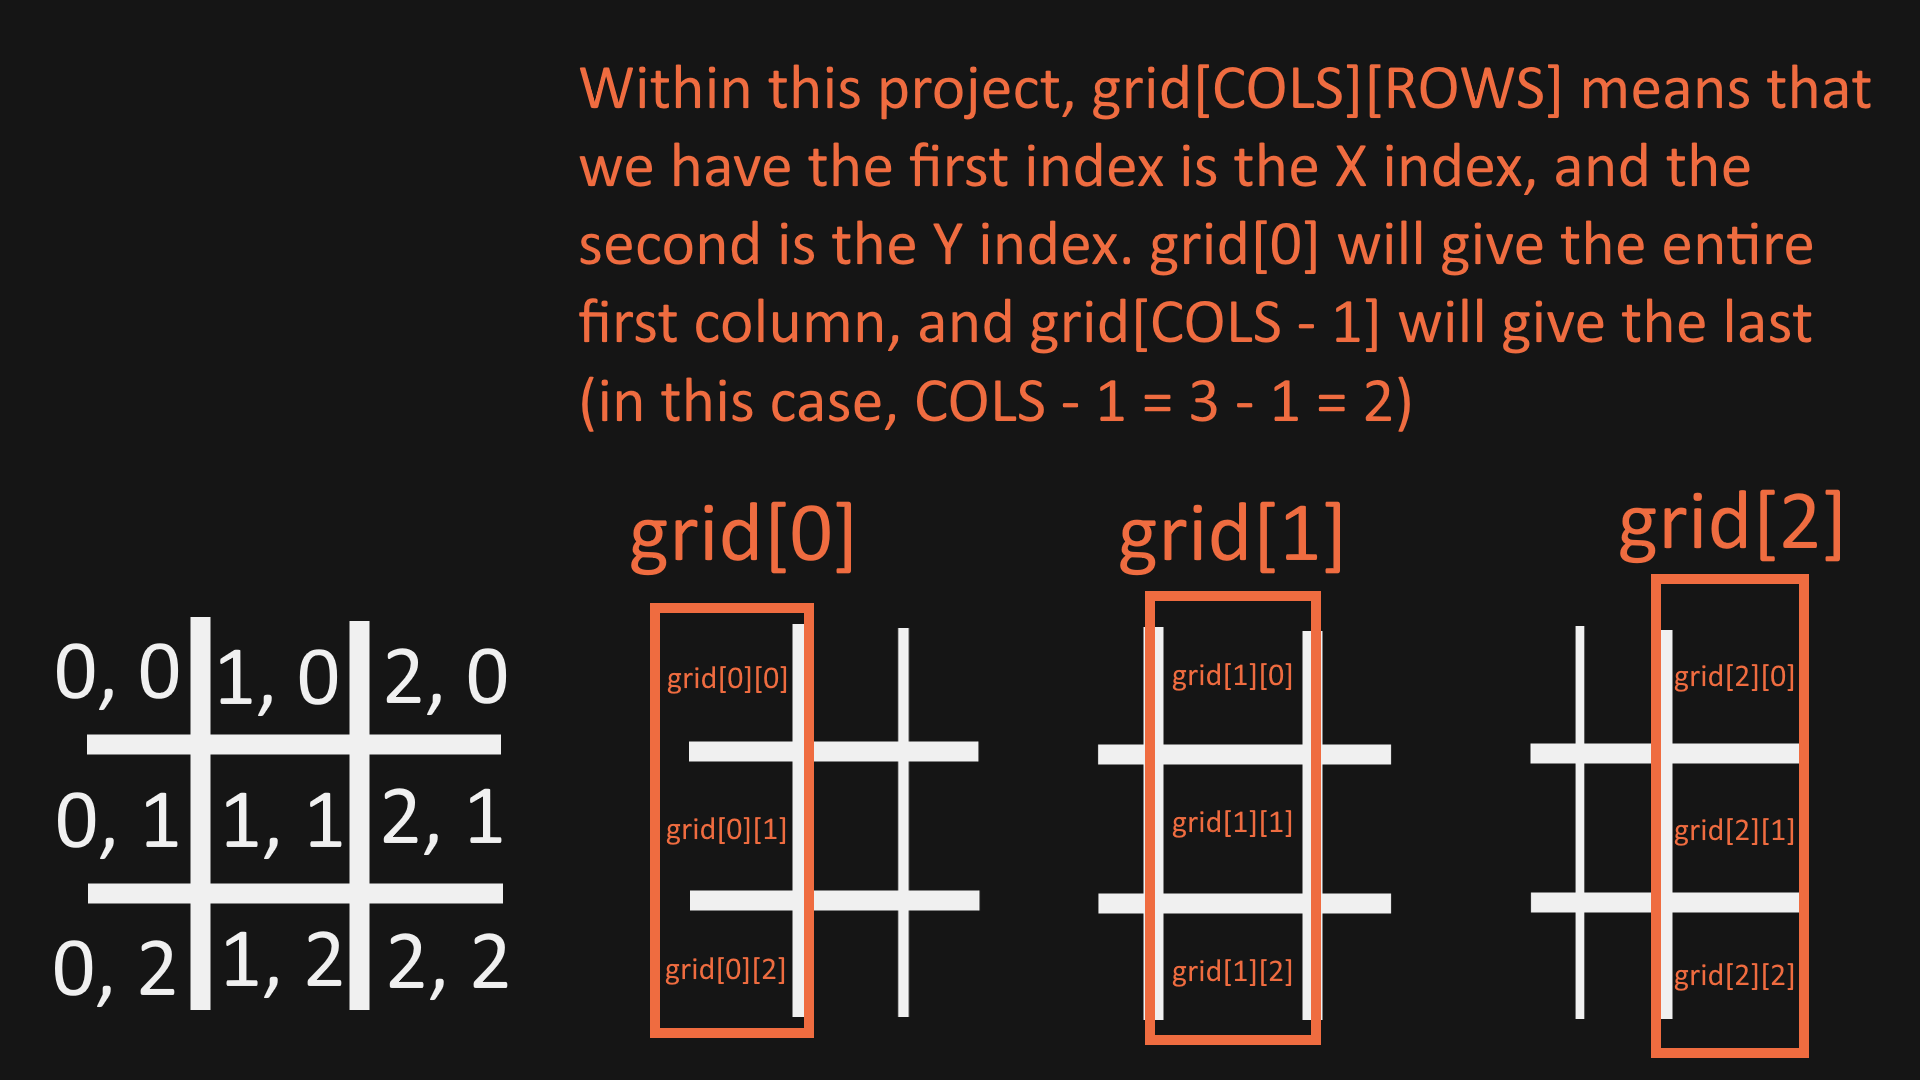 Within this project, grid[COLS][ROWS] means that
we have the first index is the X index, and the
second is the Y index. grid[0] will give the entire
first column, and grid[COLS - 1] will give the last
(in this case, COLS - 1 = 3 - 1 = 2)
0, 0 1, 0 2, 0
0, 1 1, 1 2, 1
0, 2 1, 2 2, 2
grid[0]
grid[0][0]
grid[0][1]
grid[0][2]
grid[1]
grid[1][0]
grid[1][1]
grid[1][2]
grid[2]
grid[2][0]
grid[2][1]
grid[2][2]